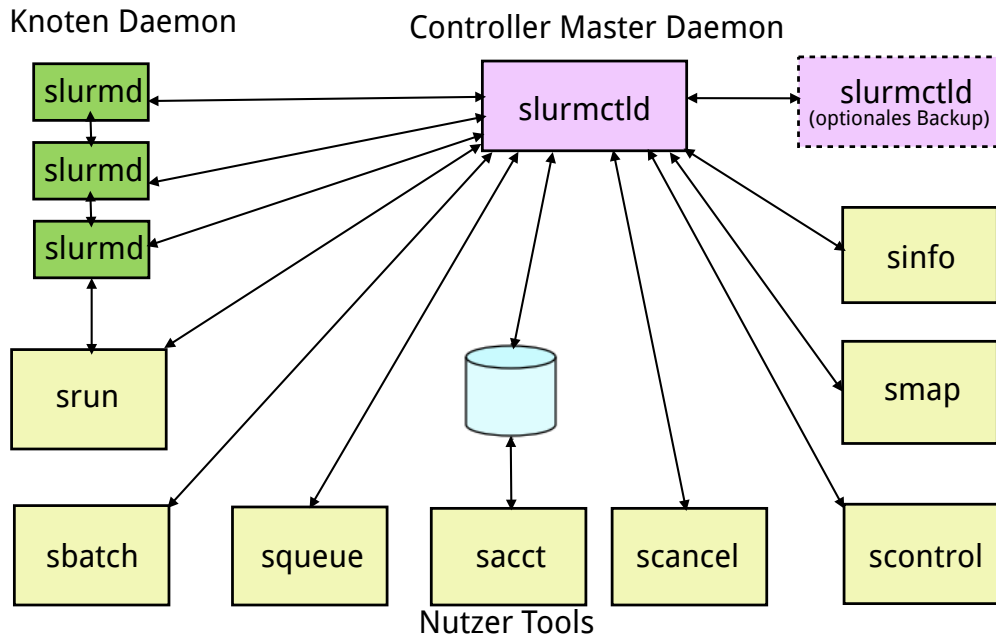 Knoten Daemon
Controller Master Daemon
slurmd
slurmctld
slurmctld
(optionales Backup)
slurmd
slurmd
sinfo
srun
smap
sbatch
squeue
sacct
scancel
scontrol
Nutzer Tools